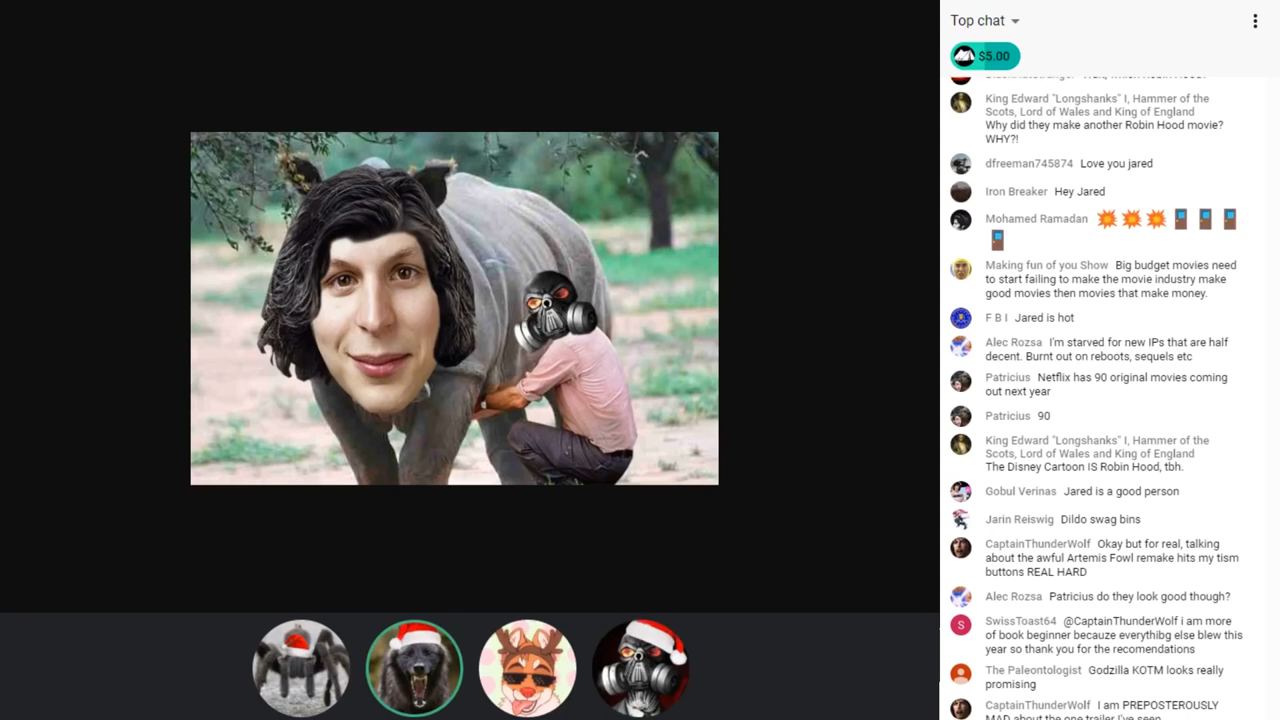 Top chat
$5.00
King Edward "Longshanks" I, Hammer of the
Scots, Lord of Wales and King of England
Why did they make another Robin Hood movie?
WHY?!
dfreeman745874 Love you jared
Iron Breaker Hey Jared
Mohamed Ramadan 💥💥💥🚪🚪🚪
🚪
Making fun of you Show Big budget movies need
to start failing to make the movie industry make
good movies then movies that make money.
F B I Jared is hot
Alec Rozsa I'm starved for new IPs that are half
decent. Burnt out on reboots, sequels etc
Patricius Netflix has 90 original movies coming
out next year
Patricius 90
King Edward "Longshanks" I, Hammer of the
Scots, Lord of Wales and King of England
The Disney Cartoon IS Robin Hood, tbh.
Gobul Verinas Jared is a good person
Jarin Reiswig Dildo swag bins
CaptainThunderWolf Okay but for real, talking
about the awful Artemis Fowl remake hits my tism
buttons REAL HARD
Alec Rozsa Patricius do they look good though?
S
SwissToast64 @CaptainThunderWolf i am more
of book beginner becauze everythibg else blew this
year so thank you for the recomendations
The Paleontologist Godzilla KOTM looks really
promising
CaptainThunderWolf I am PREPOSTEROUSLY
MAD about the one trailer I've seen